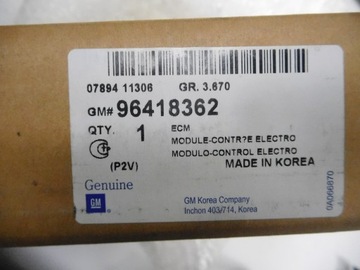 07894 11306 GR. 3.670
GM# 96418362
QTY. 1 ECM
MODULE-CONTR?E ELECTRO
MODULO-CONTROL ELECTRO
(P2V) MADE IN KOREA
Genuine
GM
GM Korea Company
Inchon 403/714, Korea
0A066870